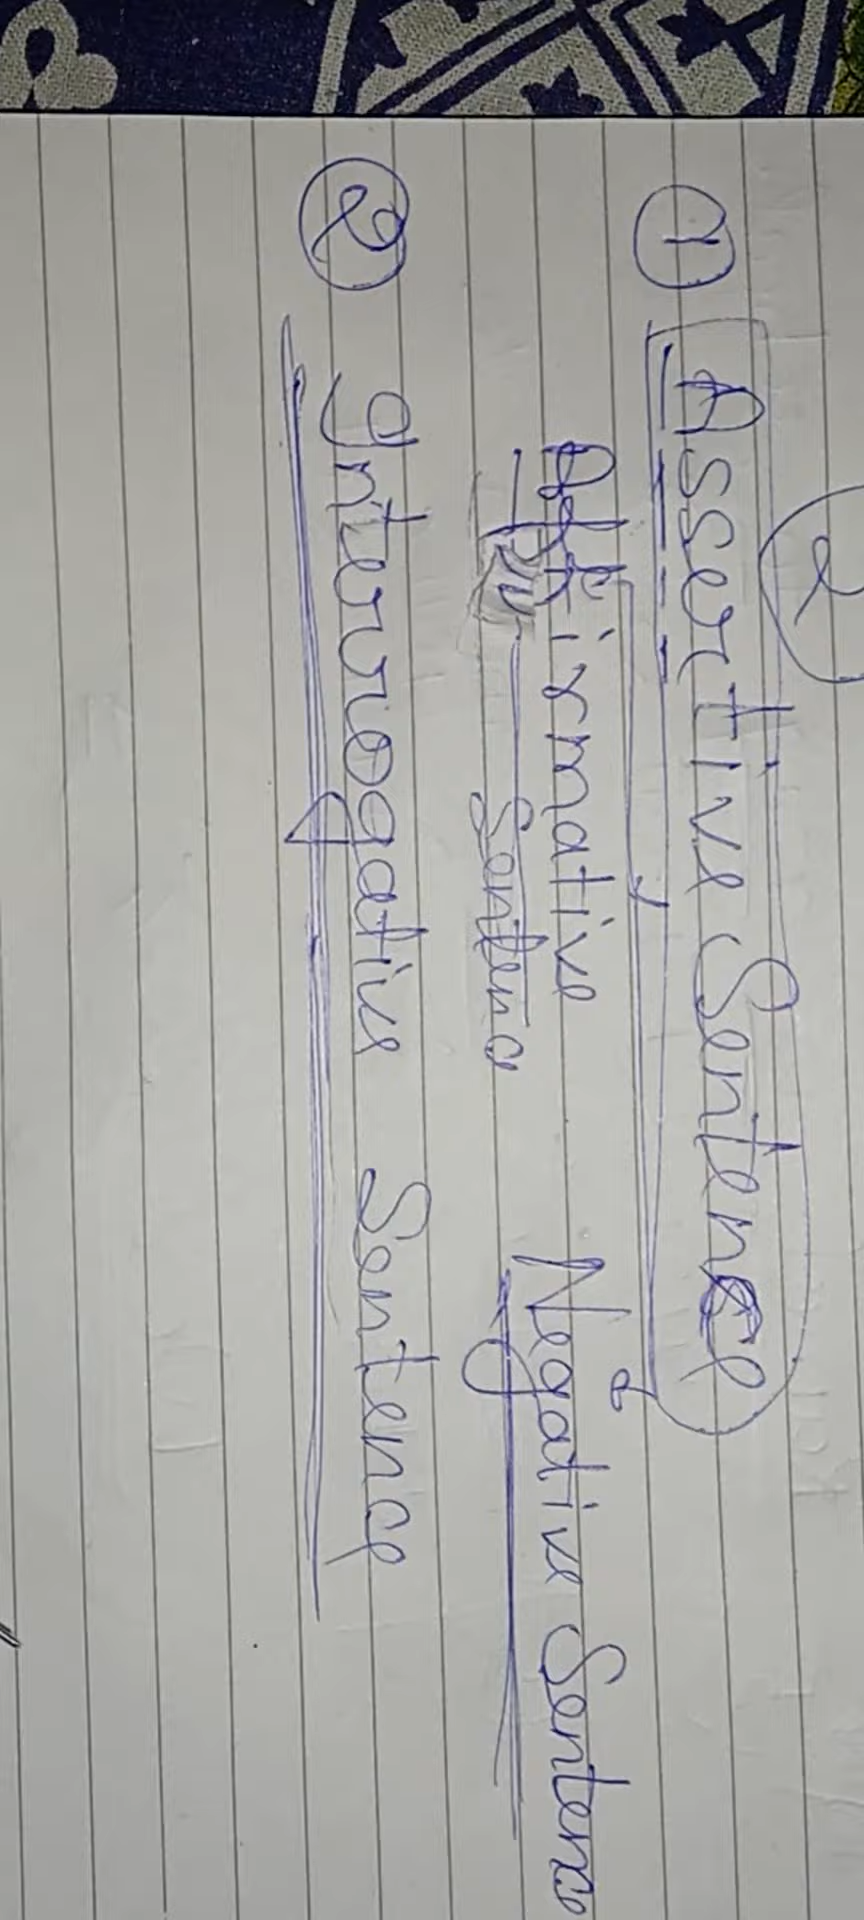 2
① Assertive Sentence
Affirmative Negative Sentence
Sentence
② Interrogative Sentence